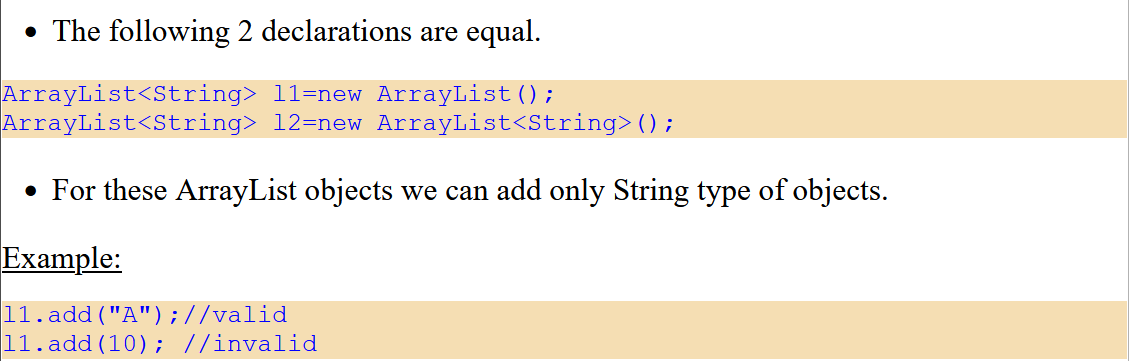 • The following 2 declarations are equal.
ArrayList<String> l1=new ArrayList();
ArrayList<String> l2=new ArrayList<String>();
• For these ArrayList objects we can add only String type of objects.
Example:
l1.add("A");//valid
l1.add(10); //invalid